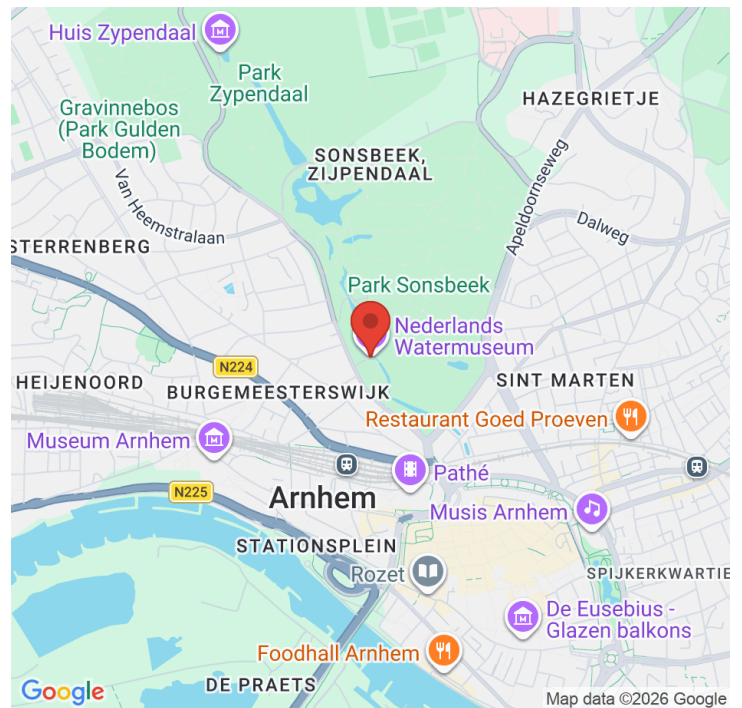 Huis Zypendaal
Park
Zypendaal
Gravinnebos
(Park Gulden
Bodem)
HAZEGRIETJE
SONSBEEK,
ZIJPENDAAL
Van Heemstralaan
Apeldoornseweg
Dalweg
STERRENBERG
Park Sonsbeek
Nederlands
Watermuseum
N224
HEIJENOORD
BURGEMEESTERSWIJK
SINT MARTEN
Restaurant Goed Proeven
Museum Arnhem
Pathé
N225
Arnhem
Musis Arnhem
STATIONSPLEIN
Rozet
SPIJKERKWARTIE
De Eusebius -
Glazen balkons
Foodhall Arnhem
DE PRAETS
Google
Map data ©2026 Google